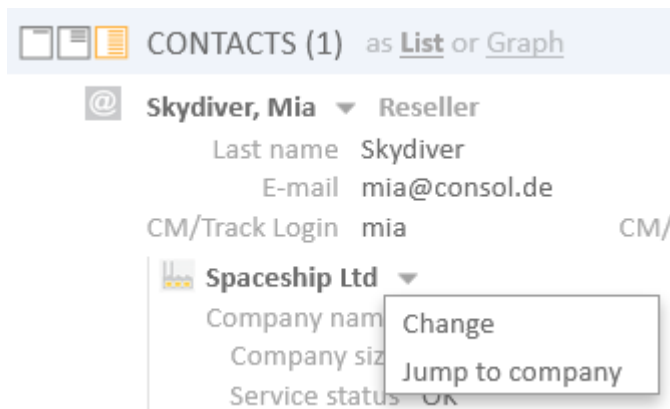 CONTACTS (1) as List or Graph
@ Skydiver, Mia Reseller
Last name Skydiver
E-mail mia@consol.de
CM/Track Login mia CM/
Spaceship Ltd
Company nam
Change
Company siz
Jump to company
Service status OK